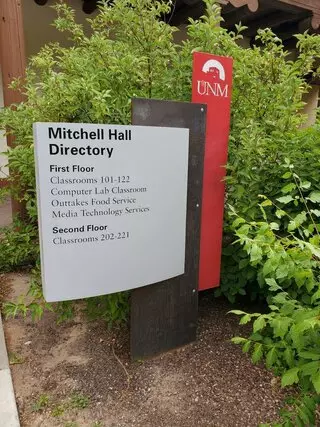 UNM
Mitchell Hall
Directory
First Floor
Classrooms 101-122
Computer Lab Classroom
Outtakes Food Service
Media Technology Services
Second Floor
Classrooms 202-221